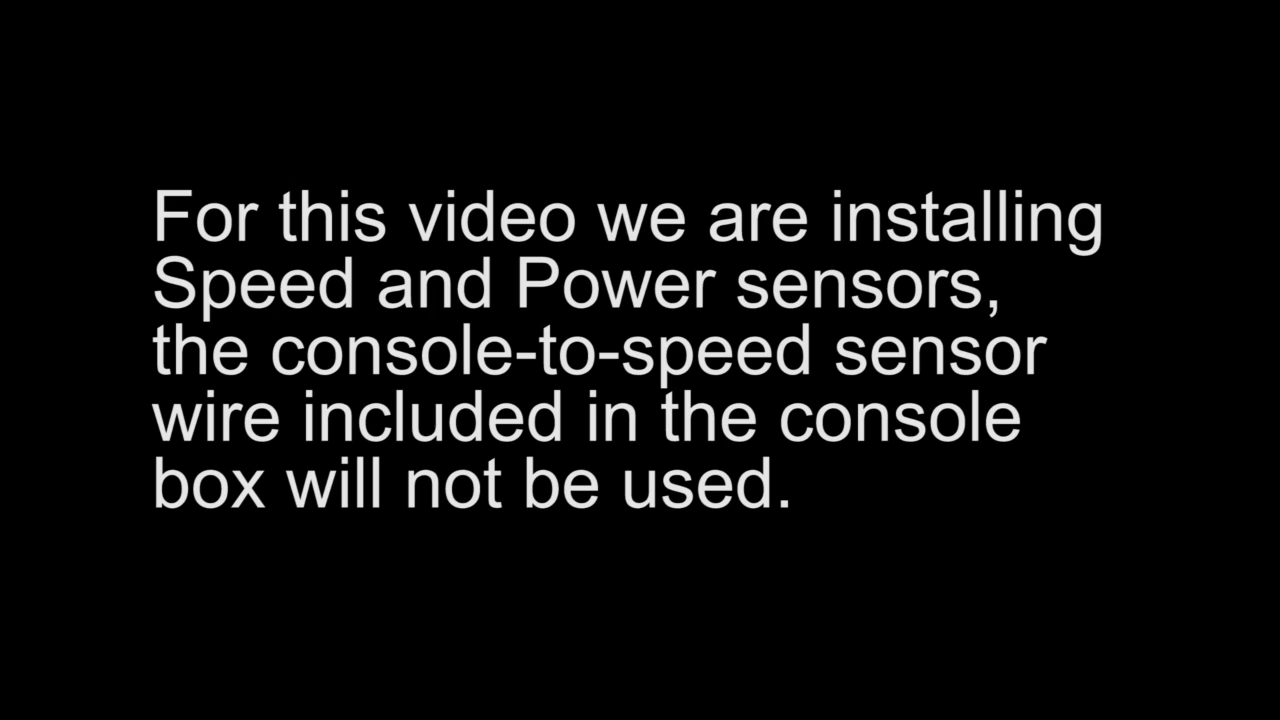 For this video we are installing
Speed and Power sensors,
the console-to-speed sensor
wire included in the console
box will not be used.